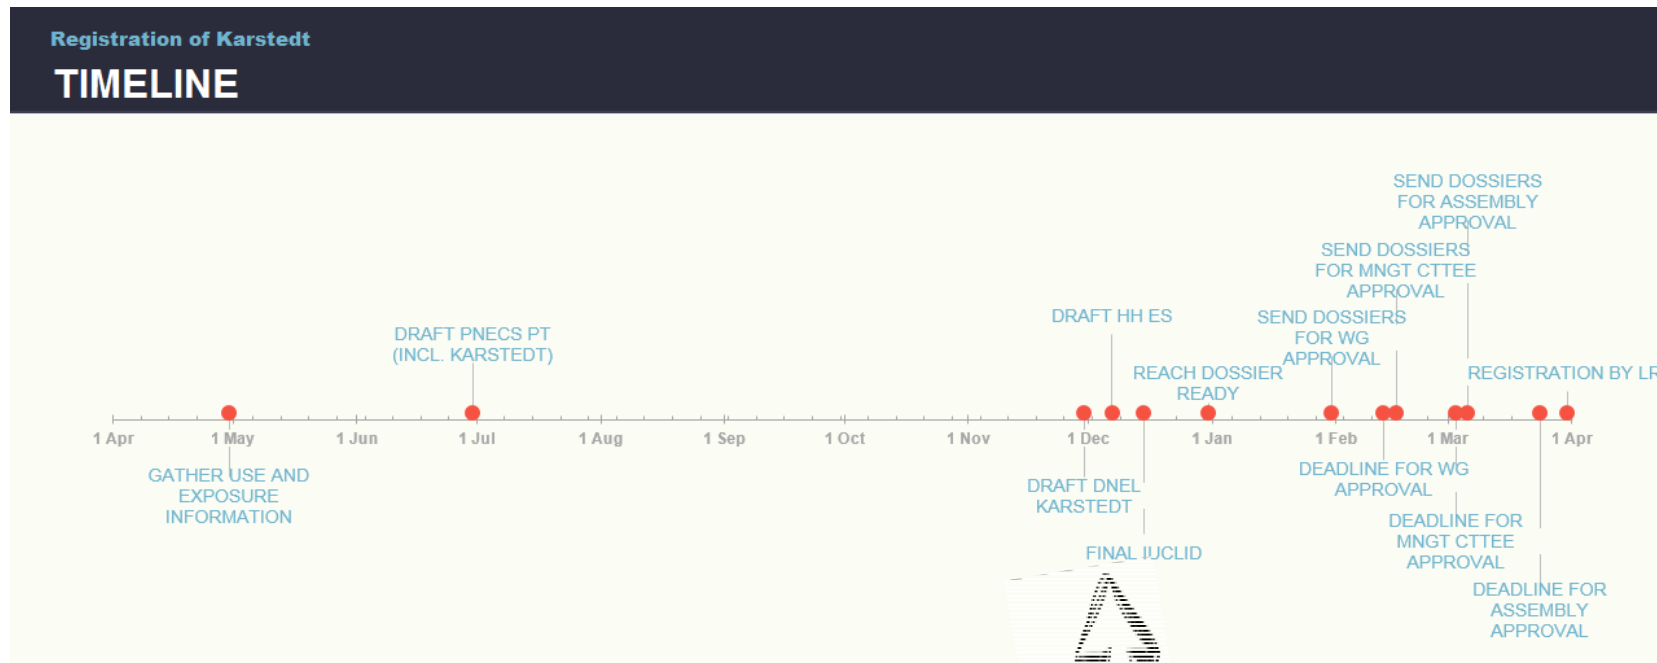 Registration of Karstedt
TIMELINE
SEND DOSSIERS
FOR ASSEMBLY
APPROVAL
SEND DOSSIERS
FOR MNGT CTTEE
APPROVAL
DRAFT HH ES
SEND DOSSIERS
FOR WG
APPROVAL
DRAFT PNECS PT
(INCL. KARSTEDT)
REACH DOSSIER
READY
REGISTRATION BY LR
1 Apr 1 May 1 Jun 1 Jul 1 Aug 1 Sep 1 Oct 1 Nov 1 Dec 1 Jan 1 Feb 1 Mar 1 Apr
GATHER USE AND
EXPOSURE
INFORMATION
DRAFT DNEL
KARSTEDT
FINAL IUCLID
DEADLINE FOR WG
APPROVAL
DEADLINE FOR
MNGT CTTEE
APPROVAL
DEADLINE FOR
ASSEMBLY
APPROVAL